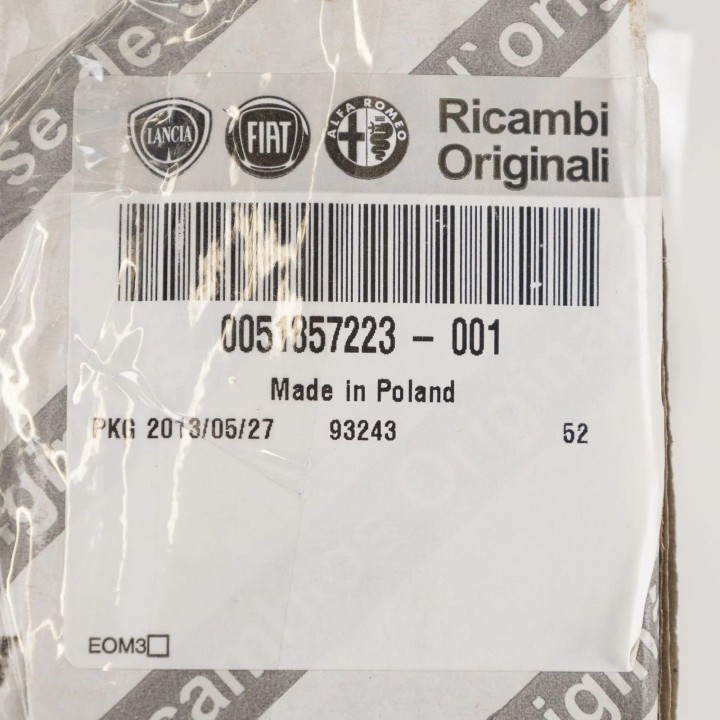 LANCIA
FIAT
ALFA ROMEO
Ricambi
Originali
0051857223 - 001
Made in Poland
PKG 2013/05/27 93243 52
EOM3